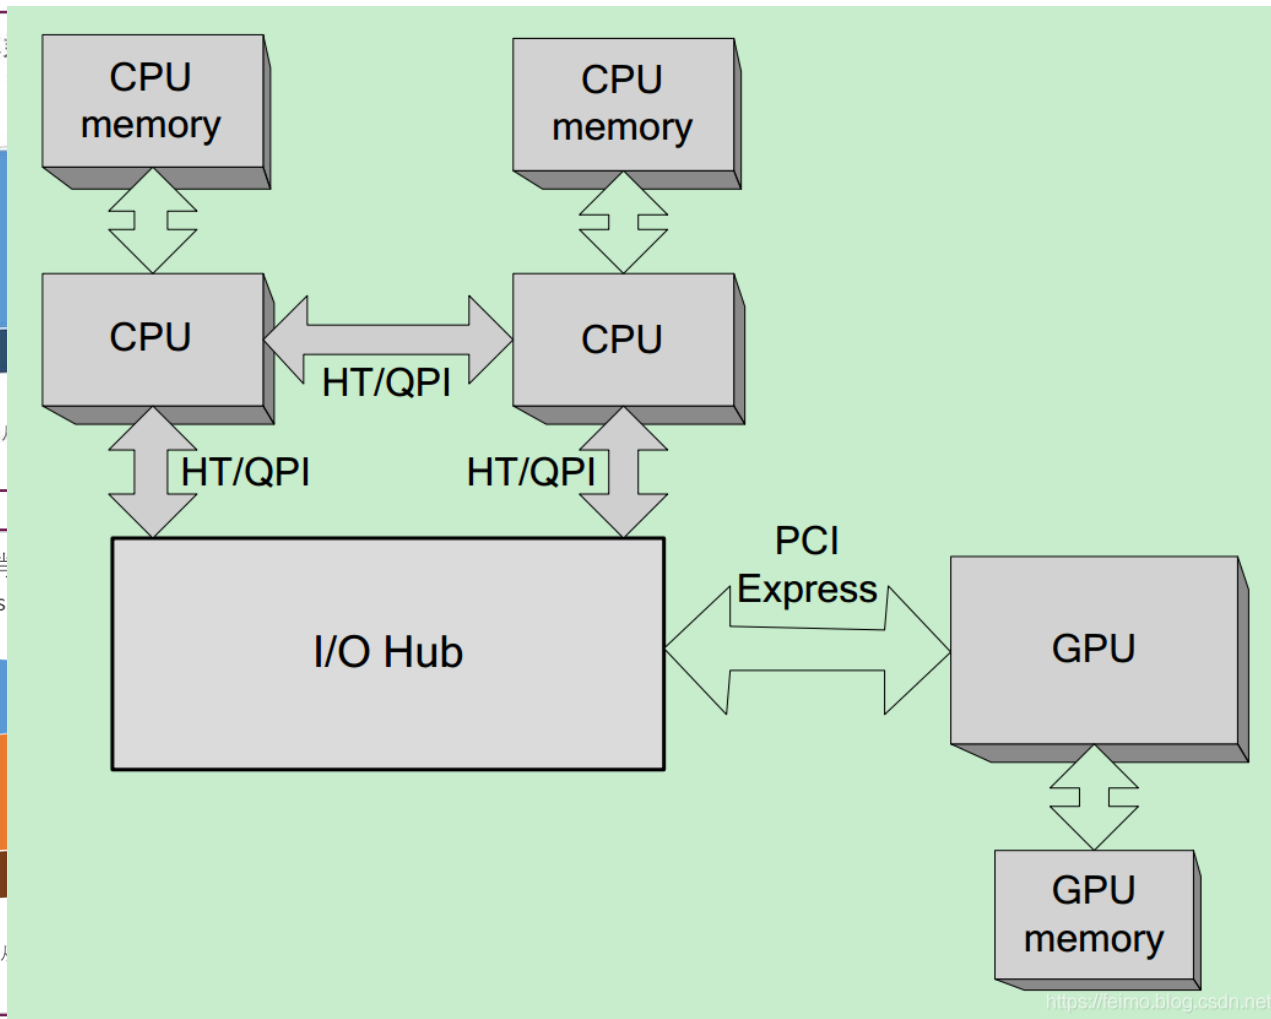 CPU
memory
CPU
memory
CPU
HT/QPI
CPU
HT/QPI
HT/QPI
I/O Hub
PCI
Express
GPU
GPU
memory
https://feimo.blog.csdn.net